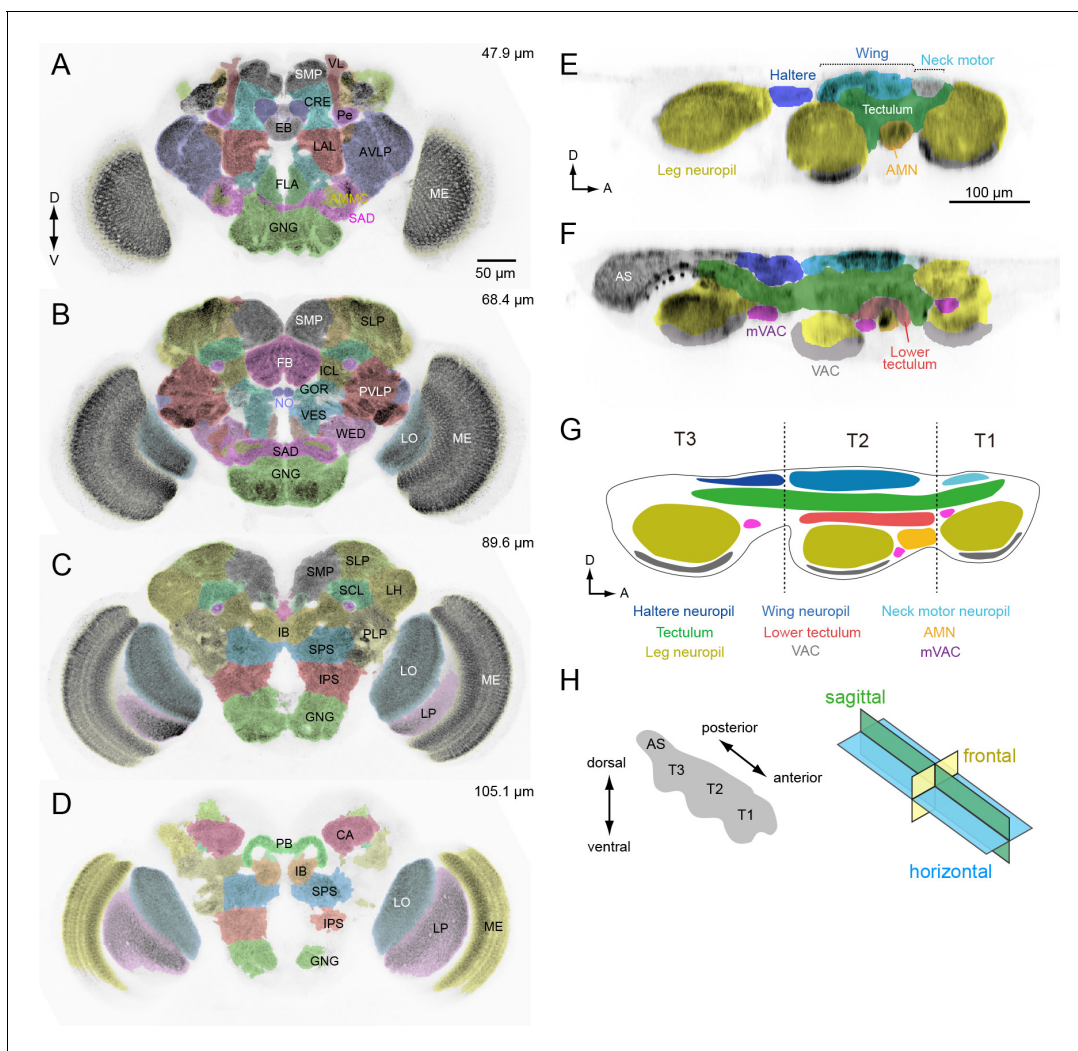 A
47.9 µm
VL
SMP
CRE
Pe
EB
LAL
AVLP
FLA
ME
AMMC
SAD
GNG
D
V
50 µm
B
68.4 µm
SMP
SLP
FB
ICL
GOR
PVLP
NO
VES
WED
LO
ME
SAD
GNG
C
89.6 µm
SMP
SLP
SCL
LH
IB
PLP
SPS
LO
ME
IPS
LP
GNG
D
105.1 µm
PB
CA
IB
SPS
LO
IPS
LP
ME
GNG
E
Wing
Haltere
Neck motor
Tectulum
Leg neuropil
AMN
D
A
100 µm
F
AS
mVAC
VAC
Lower
tectulum
G
T3
T2
T1
D
A
Haltere neuropil
Wing neuropil
Neck motor neuropil
Tectulum
Lower tectulum
AMN
Leg neuropil
VAC
mVAC
H
AS
T3
T2
T1
posterior
anterior
dorsal
ventral
sagittal
frontal
horizontal